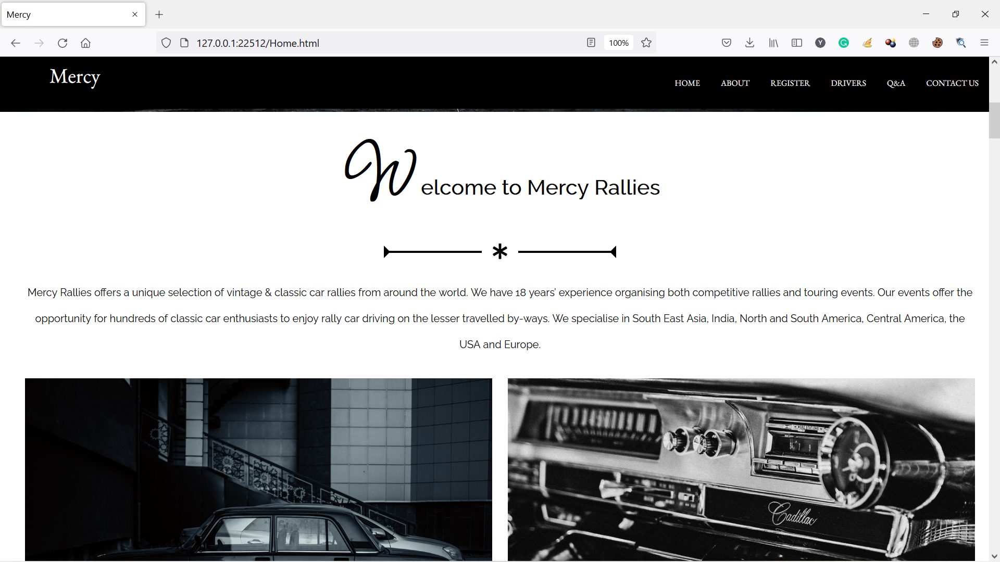 Mercy
127.0.0.1:22512/Home.html
100%
Mercy
HOME ABOUT REGISTER DRIVERS Q&A CONTACT US
Welcome to Mercy Rallies
*
Mercy Rallies offers a unique selection of vintage & classic car rallies from around the world. We have 18 years’ experience organising both competitive rallies and touring events. Our events offer the
opportunity for hundreds of classic car enthusiasts to enjoy rally car driving on the lesser travelled by-ways. We specialise in South East Asia, India, North and South America, Central America, the
USA and Europe.
Cadillac